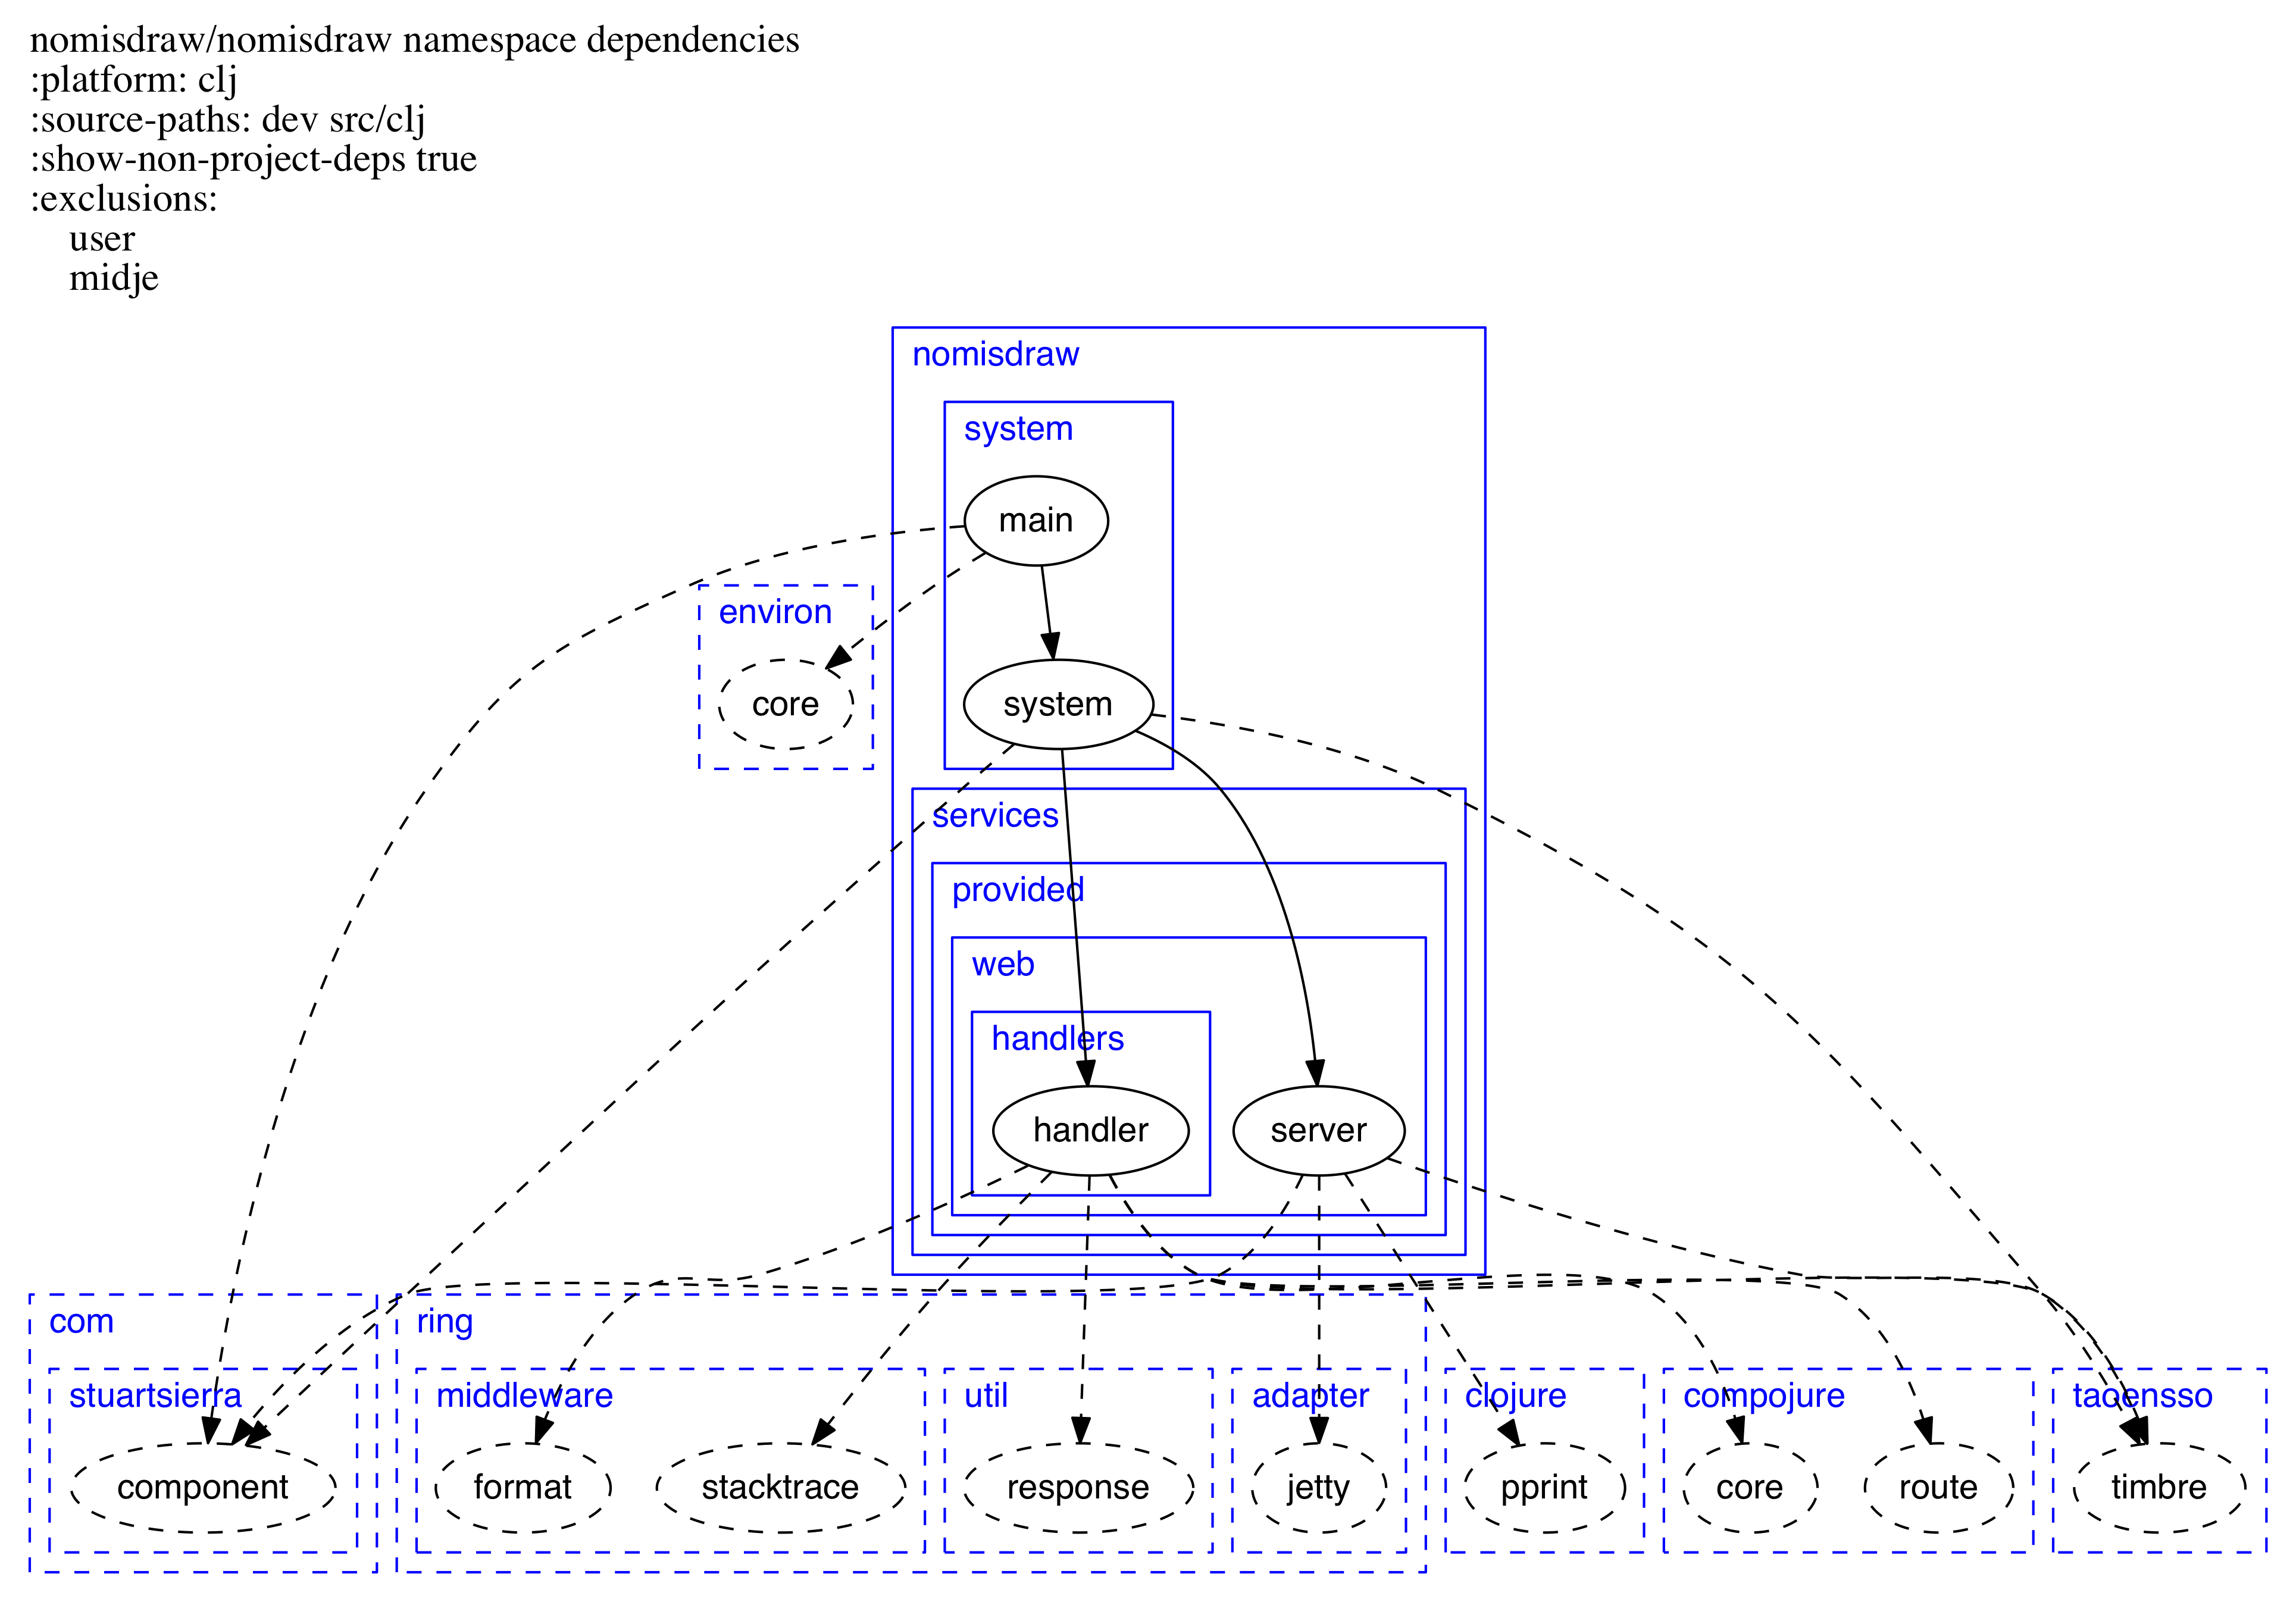 nomisdraw/nomisdraw namespace dependencies
:platform: clj
:source-paths: dev src/clj
:show-non-project-deps true
:exclusions:
user
midje
nomisdraw
system
main
environ
core
system
services
provided
web
handlers
handler
server
com
ring
stuartsierra
middleware
util
adapter
clojure
compojure
taoensso
component
format
stacktrace
response
jetty
pprint
core
route
timbre